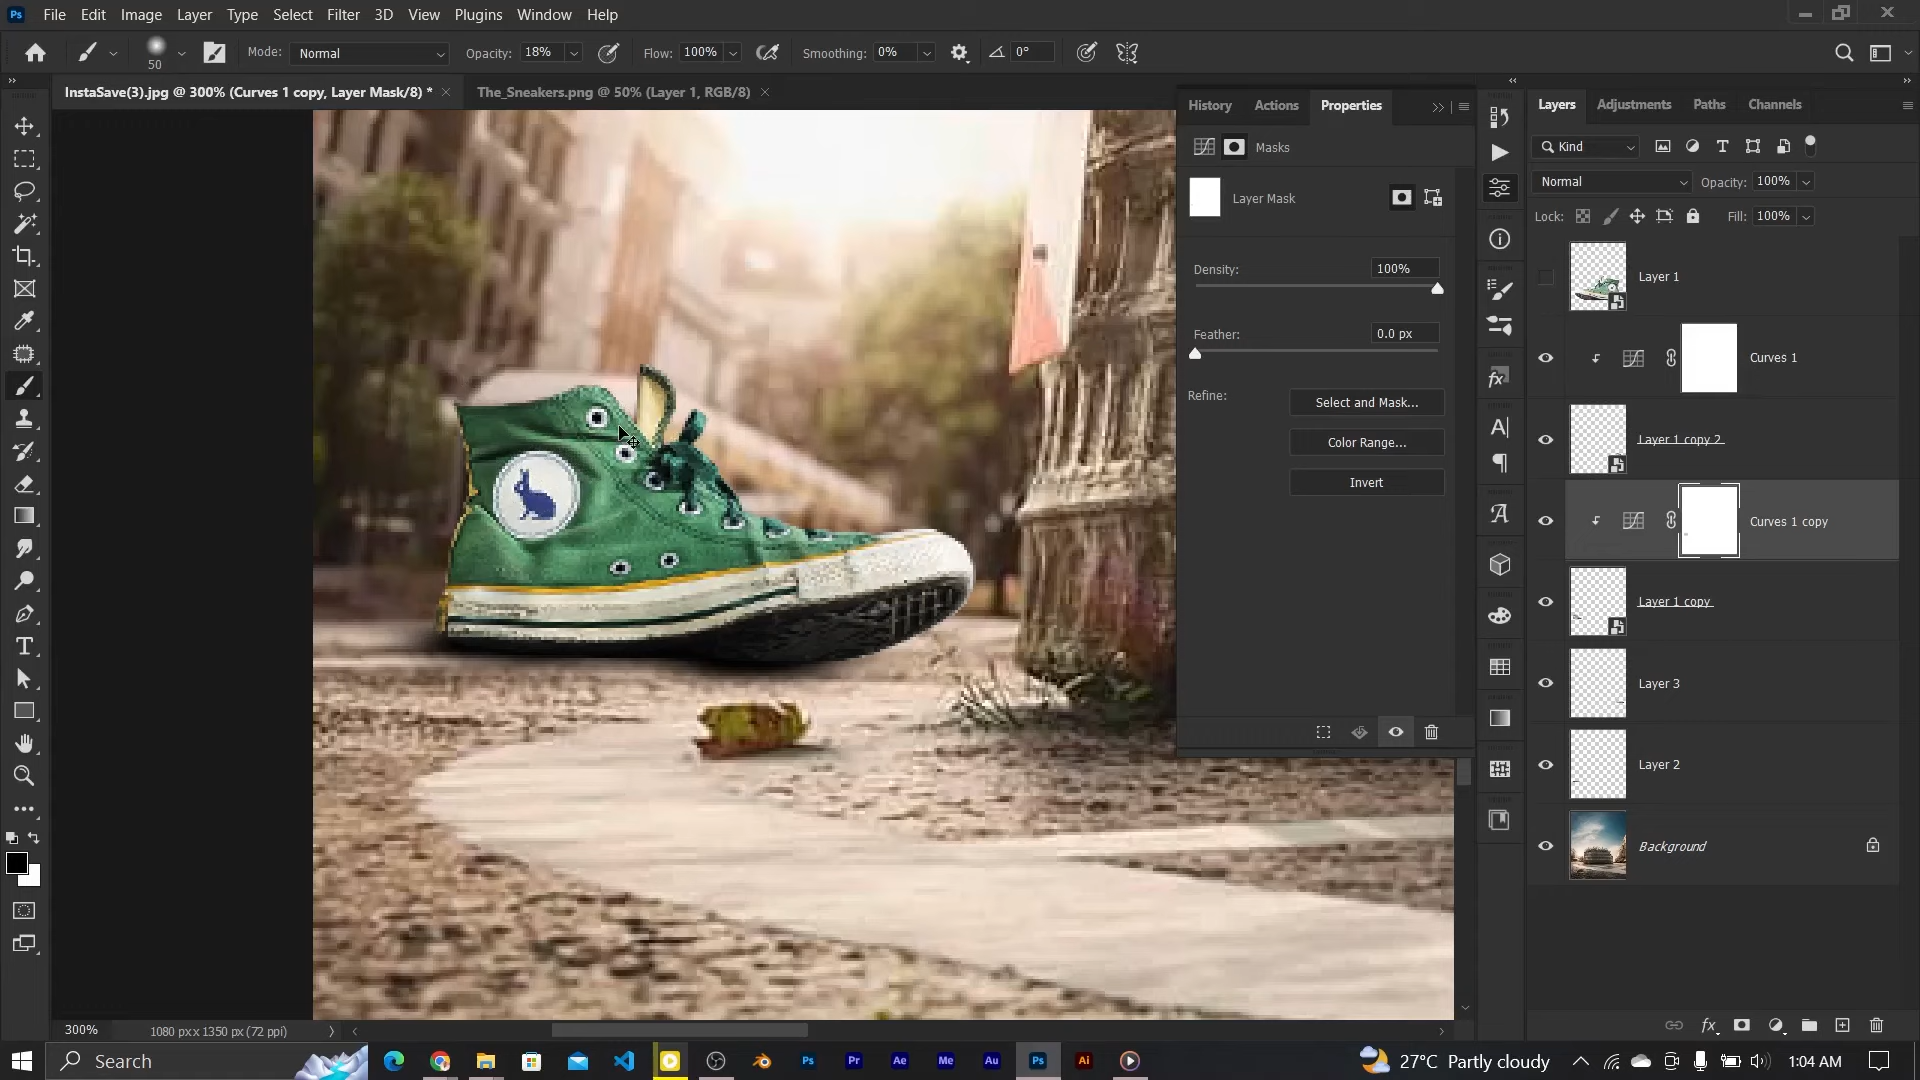 File Edit Image Layer Type Select Filter 3D View Plugins Window Help
50 Mode: Normal Opacity: 18% Flow: 100% Smoothing: 0% 0°
InstaSave(3).jpg @ 300% (Curves 1 copy, Layer Mask/8) * The_Sneakers.png @ 50% (Layer 1, RGB/8)
History Actions Properties
Masks
Layer Mask
Density: 100%
Feather: 0.0 px
Refine: Select and Mask...
Color Range...
Invert
Layers Adjustments Paths Channels
Kind
Normal Opacity: 100%
Lock: Fill: 100%
Layer 1
Curves 1
Layer 1 copy 2
Curves 1 copy
Layer 1 copy
Layer 3
Layer 2
Background
300% 1080 px x 1350 px (72 ppi)
Search 27°C Partly cloudy 1:04 AM